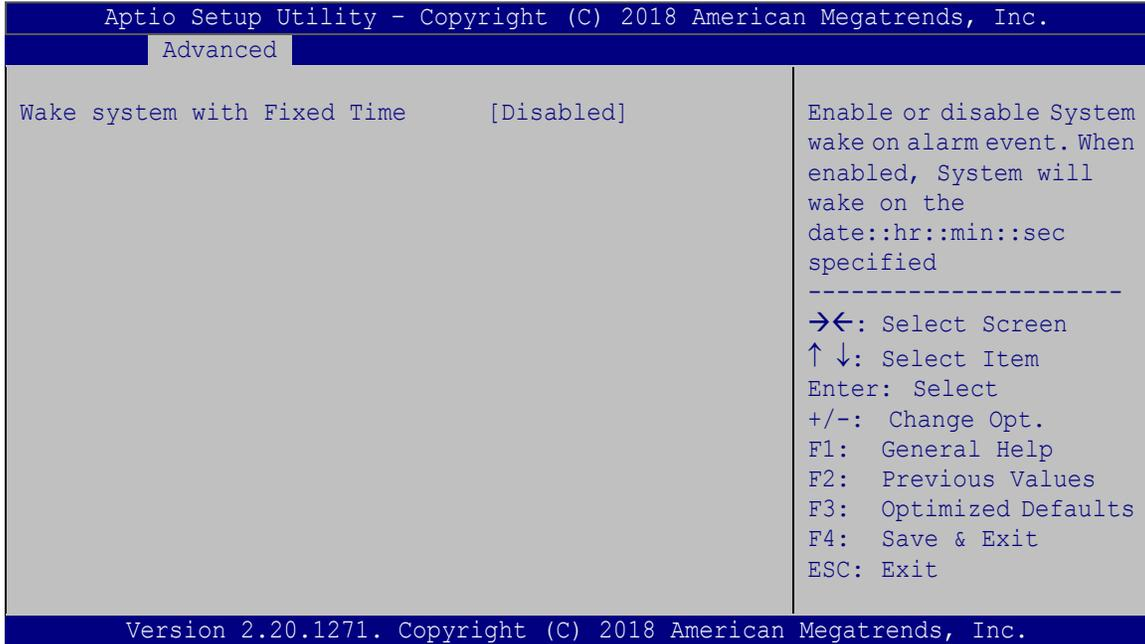 Aptio Setup Utility – Copyright (C) 2018 American Megatrends, Inc.
Advanced
Wake system with Fixed Time [Disabled]
Enable or disable System
wake on alarm event. When
enabled, System will
wake on the
date::hr::min::sec
specified
----------------------
→←: Select Screen
↑ ↓: Select Item
Enter: Select
+/-: Change Opt.
F1: General Help
F2: Previous Values
F3: Optimized Defaults
F4: Save & Exit
ESC: Exit
Version 2.20.1271. Copyright (C) 2018 American Megatrends, Inc.